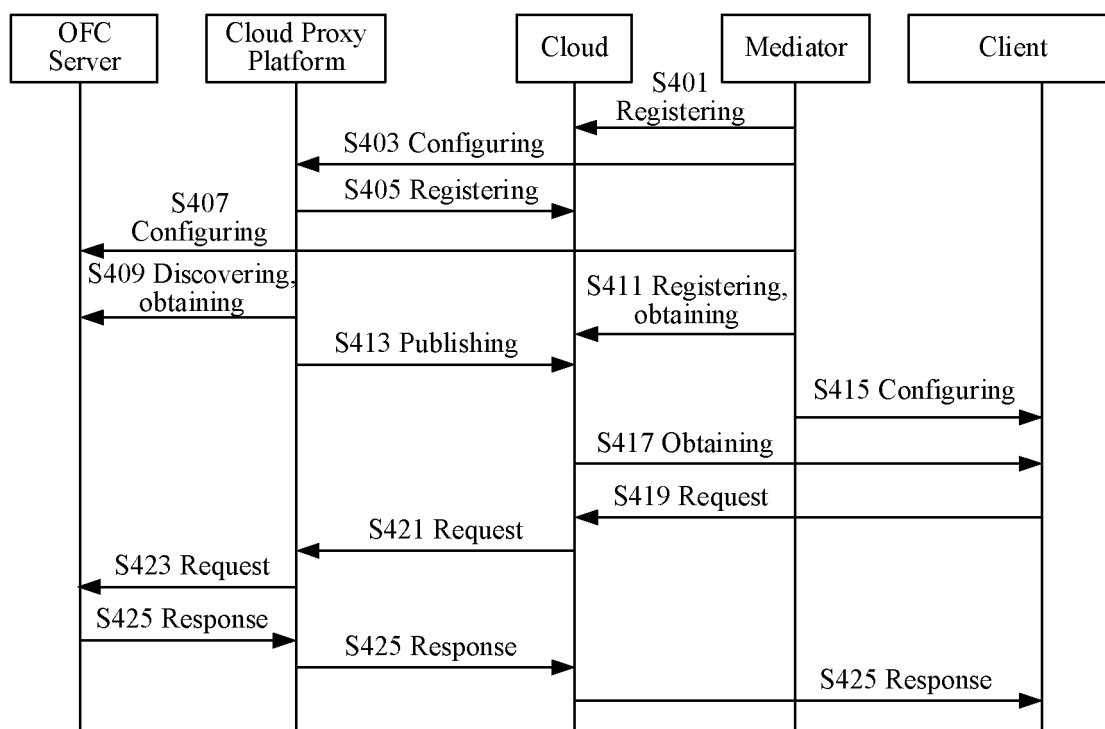 OFC
Server
Cloud Proxy
Platform
Cloud
Mediator
Client
S401
Registering
S403 Configuring
S405 Registering
S407
Configuring
S409 Discovering,
obtaining
S411 Registering,
obtaining
S413 Publishing
S415 Configuring
S417 Obtaining
S419 Request
S421 Request
S423 Request
S425 Response
S425 Response
S425 Response